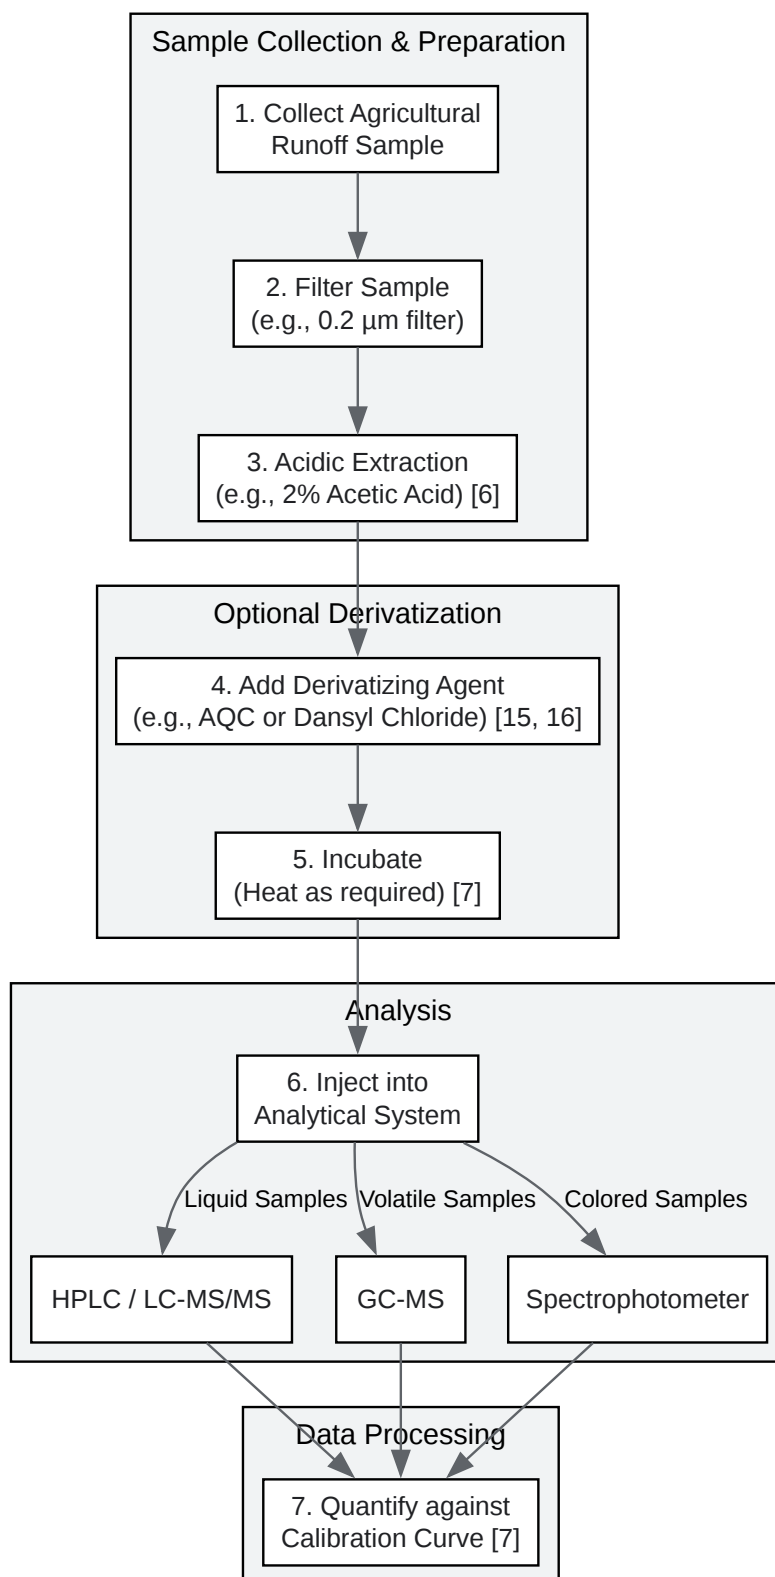 Sample Collection & Preparation
1. Collect Agricultural
Runoff Sample
2. Filter Sample
(e.g., 0.2 µm filter)
3. Acidic Extraction
(e.g., 2% Acetic Acid) [6]
Optional Derivatization
4. Add Derivatizing Agent
(e.g., AQC or Dansyl Chloride) [15, 16]
5. Incubate
(Heat as required) [7]
Analysis
6. Inject into
Analytical System
Liquid Samples
Volatile Samples
Colored Samples
HPLC / LC-MS/MS
GC-MS
Spectrophotometer
Data Processing
7. Quantify against
Calibration Curve [7]